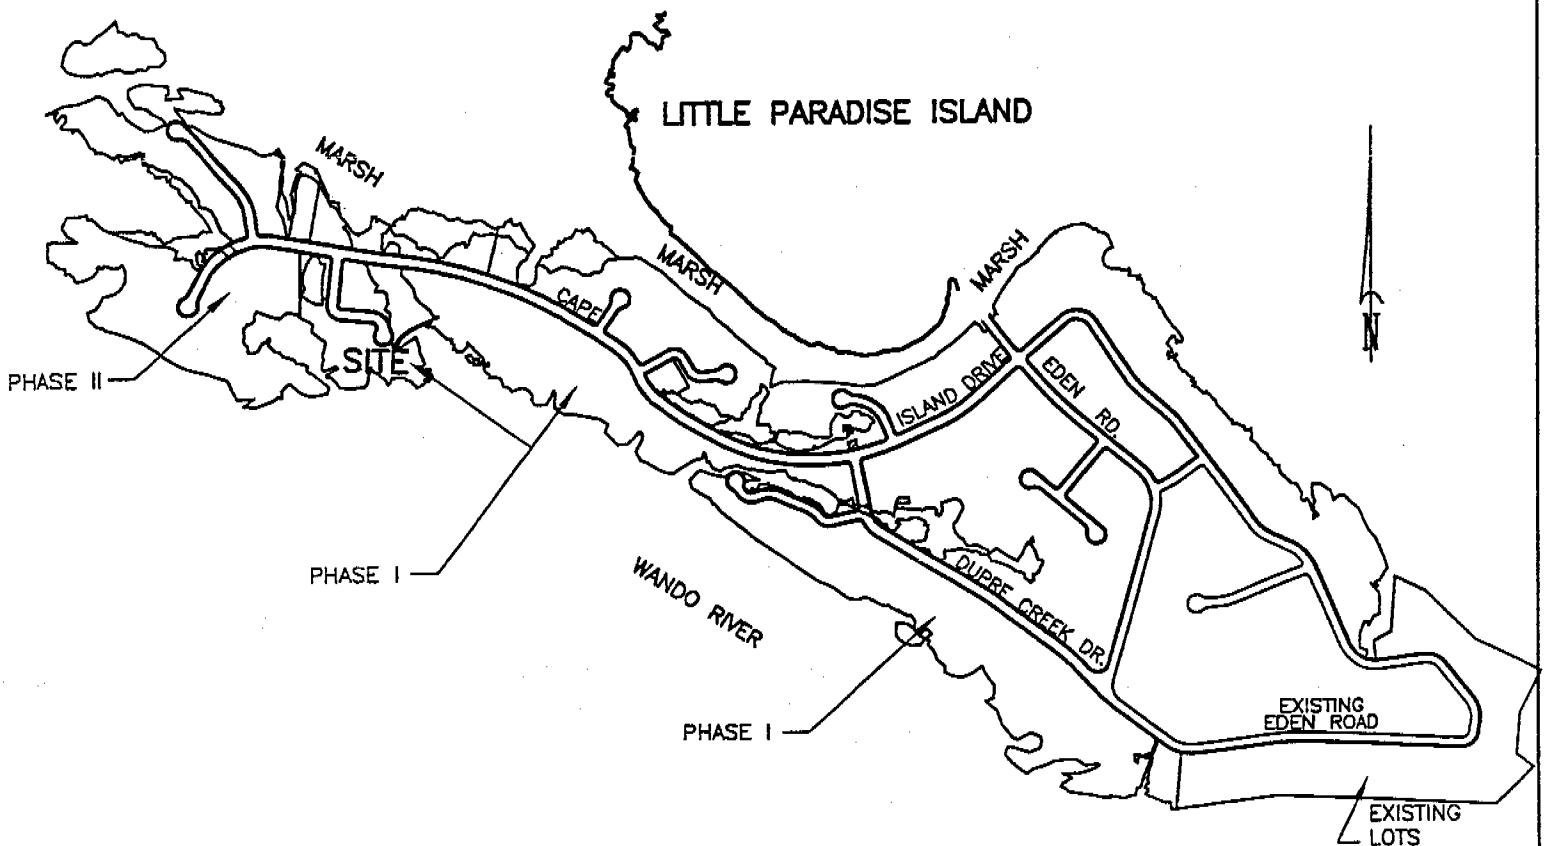 LITTLE PARADISE ISLAND
MARSH
MARSH
MARSH
N
CAPE
ISLAND DRIVE
EDEN RD.
SITE
PHASE II
PHASE I
WANDO RIVER
DUPRE CREEK DR.
PHASE I
EXISTING
EDEN ROAD
EXISTING
LOTS